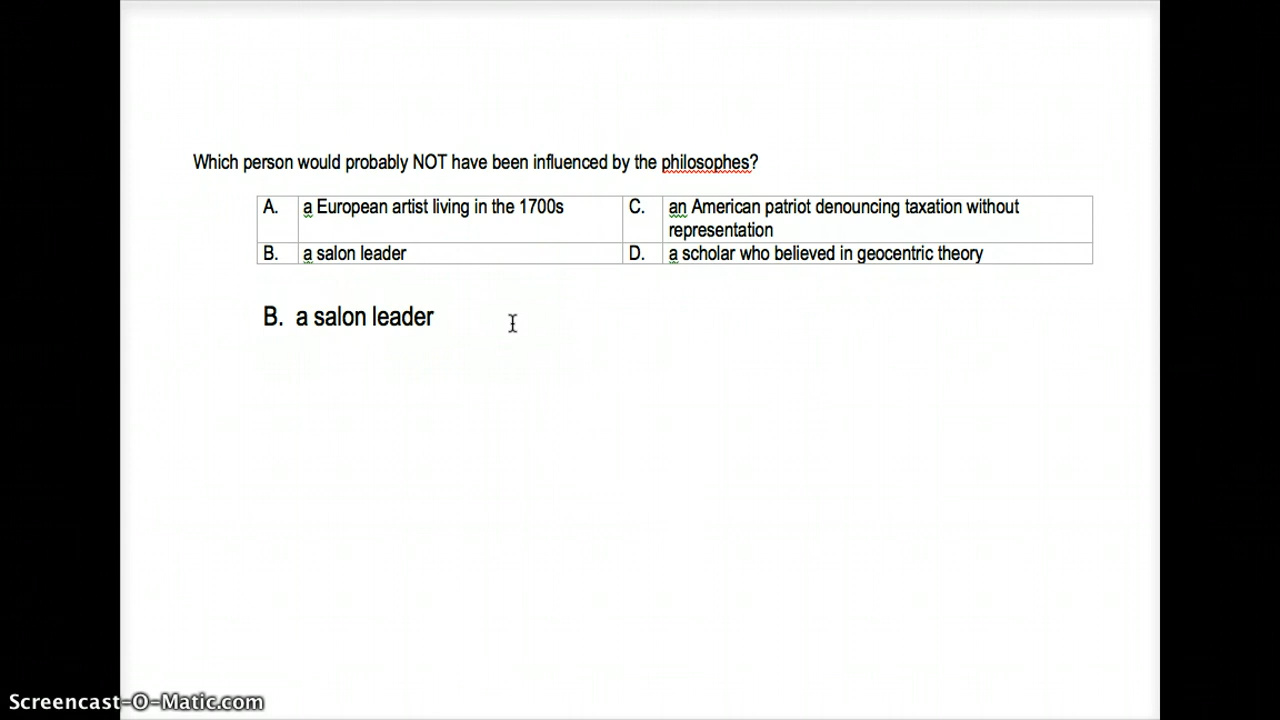 Which person would probably NOT have been influenced by the philosophes?
A. a European artist living in the 1700s
C. an American patriot denouncing taxation without
representation
B. a salon leader
D. a scholar who believed in geocentric theory
B. a salon leader
Screencast-O-Matic.com